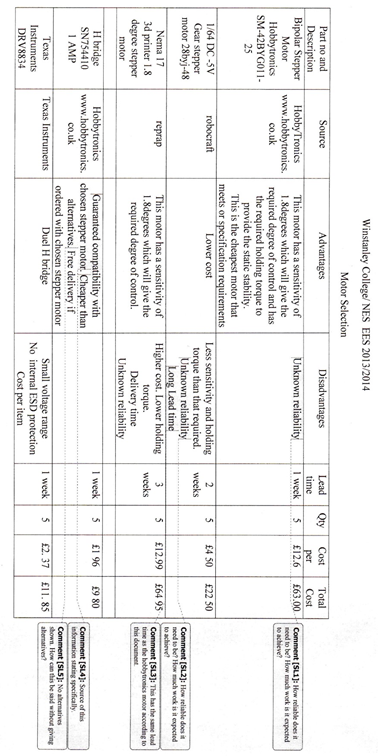 Winstanley College/ NES EES 2013/2014
Motor Selection
Part no and Description
Source
Advantages
Disadvantages
Lead time
Qty
Cost per
Total Cost
Bipolar Stepper
Motor
Hobbytronics
SM-42BYG011-
25
HobbyTronics
www.hobbytronics.
co.uk
This motor has a sensitivity of
1.8degrees which will give the
required degree of control and has
the required holding torque to
provide the static stability.
This is the cheapest motor that
meets or specification requirements
Unknown reliability
1 week
5
£12.6
£63.00
1/64 DC -5V
Gear stepper
motor 28byj-48
robocraft
Lower cost
Less sensitivity and holding
torque than that required.
Unknown reliability
Long Lead time
2
weeks
5
£4 50
£22 50
Nema 17
3d printer 1.8
degree stepper
motor
reprap
This motor has a sensitivity of
1.8degrees which will give the
required degree of control.
Higher cost. Lower holding
torque.
Delivery time
Unknown reliability
3
weeks
5
£12.99
£64 95
H bridge
SN754410
1 AMP
Hobbytronics
www.hobbytronics.
co.uk
Guaranteed compatibility with
chosen stepper motor. Cheaper than
alternatives. Free delivery if
ordered with chosen stepper motor
1 week
5
£1 96
£9 80
Texas
Instruments
DRV8834
Texas Instruments
Duel H bridge
Small voltage range
No internal ESD protection
Cost per item
1 week
5
£2. 37
£11. 85
Comment [SL1]: How reliable does it
need to be? How much work is it expected
to achieve?
Comment [SL2]: How reliable does it
need to be? How much work is it expected
to achieve?
Comment [SL3]: This has the same lead
time as the hobbytronics motor according to
this document
Comment [SL4]: Source of this
information stating specifically.
Comment [SL5]: No alternatives
shown. How can this be said without giving
alternatives?